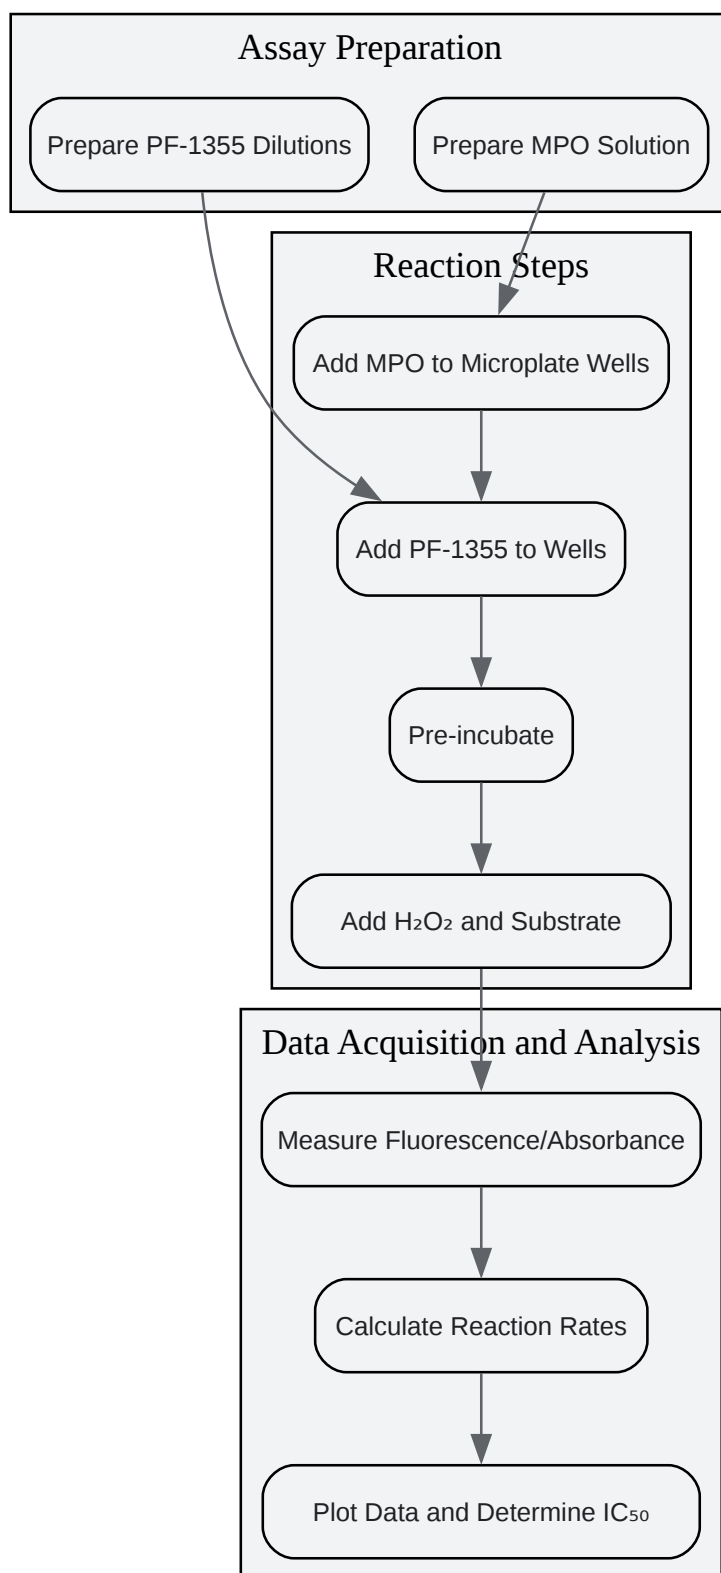 Assay Preparation
Prepare PF-1355 Dilutions
Prepare MPO Solution
Reaction Steps
Add MPO to Microplate Wells
Add PF-1355 to Wells
Pre-incubate
Add H₂O₂ and Substrate
Data Acquisition and Analysis
Measure Fluorescence/Absorbance
Calculate Reaction Rates
Plot Data and Determine IC₅₀